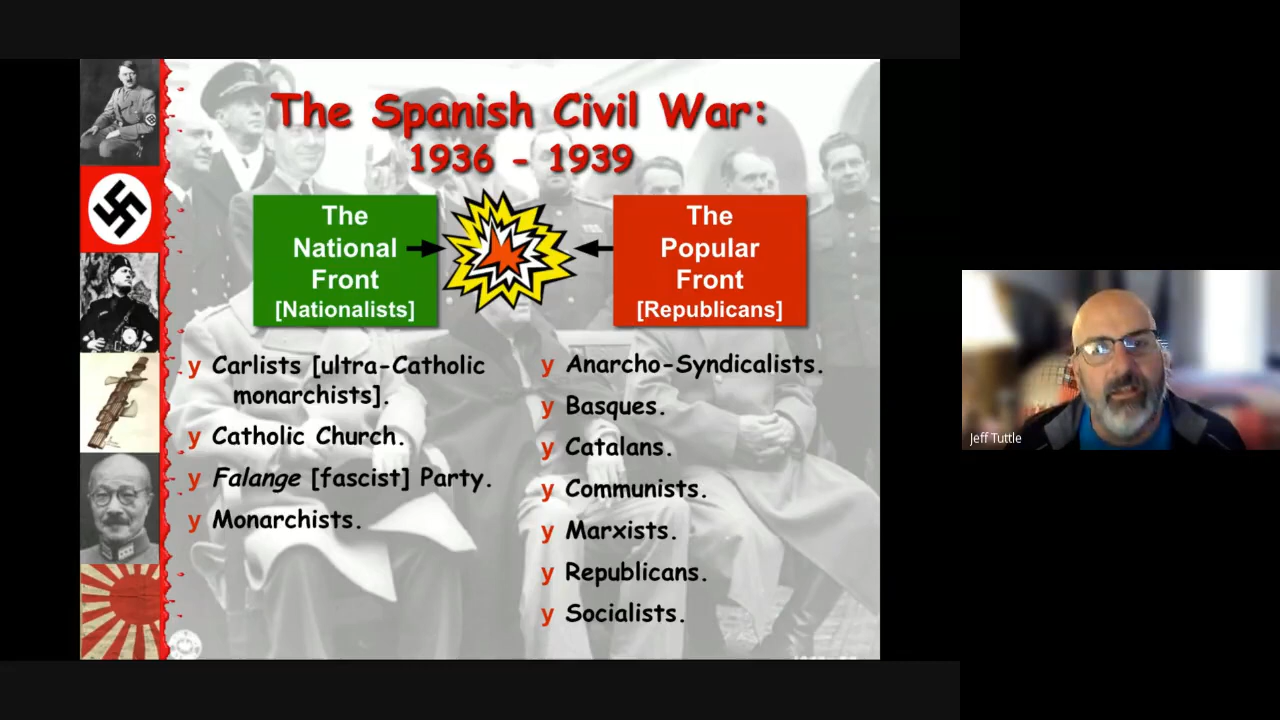 The Spanish Civil War:
1936 - 1939
The
National
Front
[Nationalists]
The
Popular
Front
[Republicans]
y Carlists [ultra-Catholic
monarchists].
y Catholic Church.
y Falange [fascist] Party.
y Monarchists.
y Anarcho-Syndicalists.
y Basques.
y Catalans.
y Communists.
y Marxists.
y Republicans.
y Socialists.
Jeff Tuttle